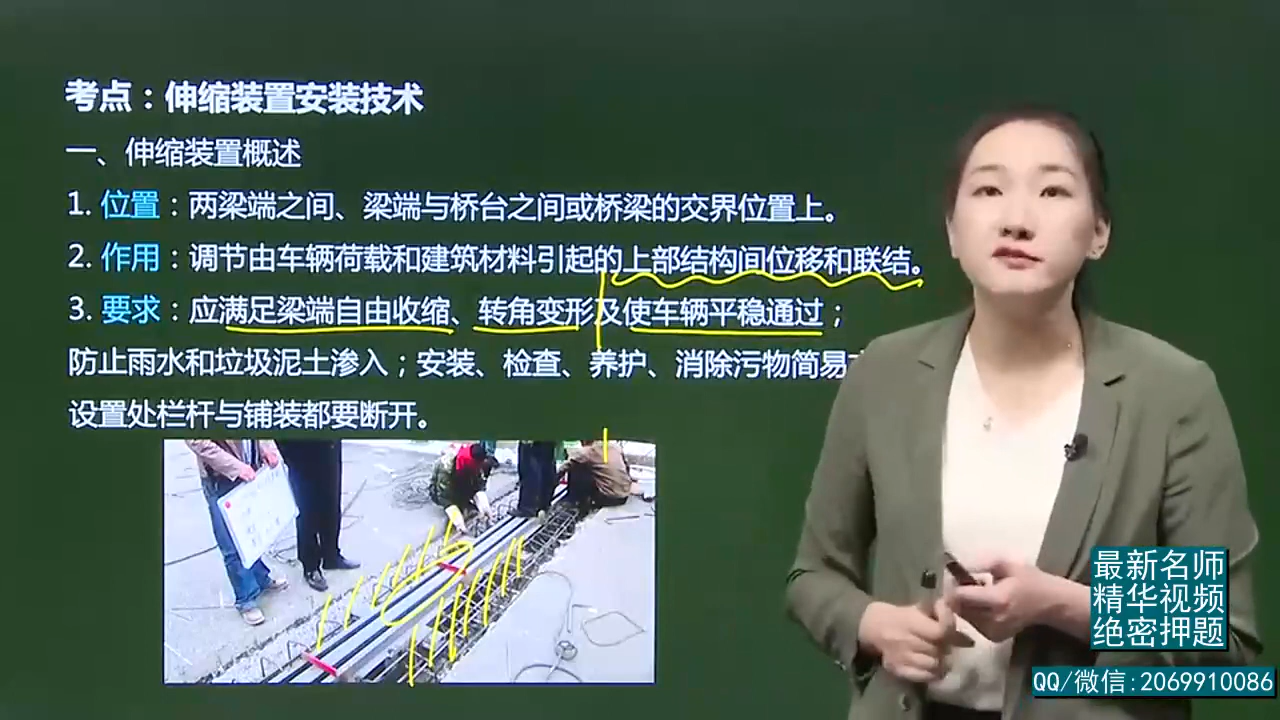 考点：伸缩装置安装技术
一、伸缩装置概述
1. 位置：两梁端之间、梁端与桥台之间或桥梁的交界位置上。
2. 作用：调节由车辆荷载和建筑材料引起的上部结构间位移和联结。
3. 要求：应满足梁端自由收缩、转角变形及使车辆平稳通过；
防止雨水和垃圾泥土渗入；安装、检查、养护、消除污物简易
设置处栏杆与铺装都要断开。
最新名师
精华视频
绝密押题
QQ/微信:2069910086